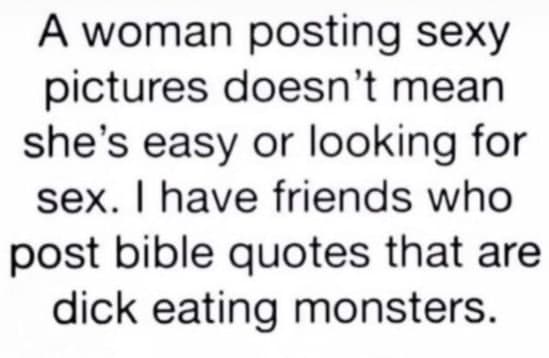 A woman posting sexy
pictures doesn't mean
she's easy or looking for
sex. I have friends who
post bible quotes that are
dick eating monsters.